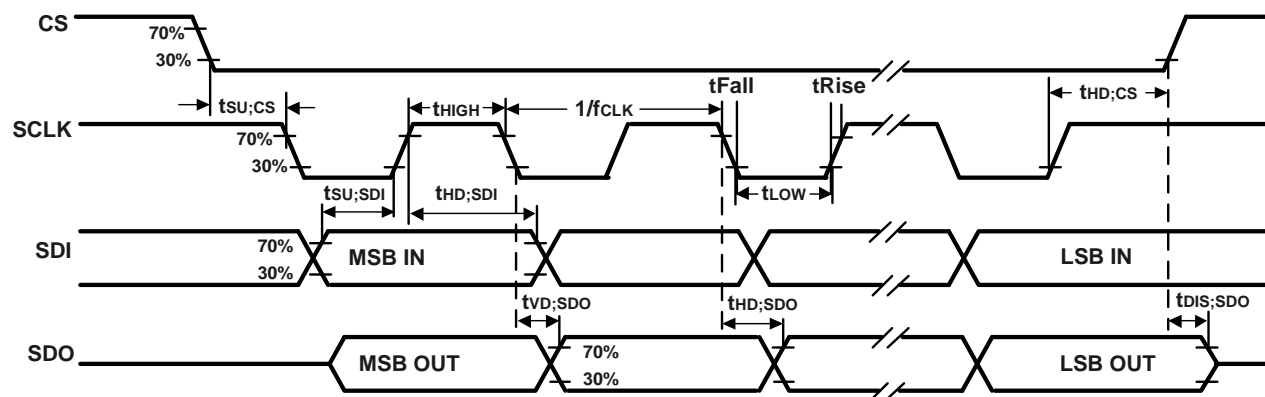 CS
70%
30%
tSU;CS
tHIGH
1/fCLK
tFall
tRise
tHD;CS
SCLK
70%
30%
tSU;SDI
tHD;SDI
tLOW
SDI
70%
30%
MSB IN
LSB IN
tVD;SDO
tHD;SDO
tDIS;SDO
SDO
MSB OUT
70%
30%
LSB OUT